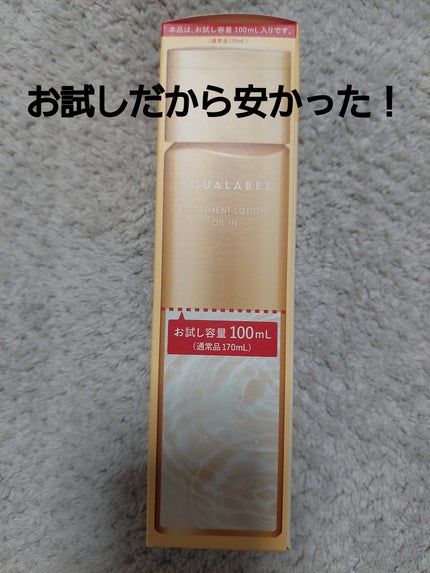 本品は、お試し容量100mL入りです。
(通常品170mL)
お試しだから安かった!
AQUALABEL
TREATMENT LOTION
OIL IN
お試し容量100mL
(通常品170mL)